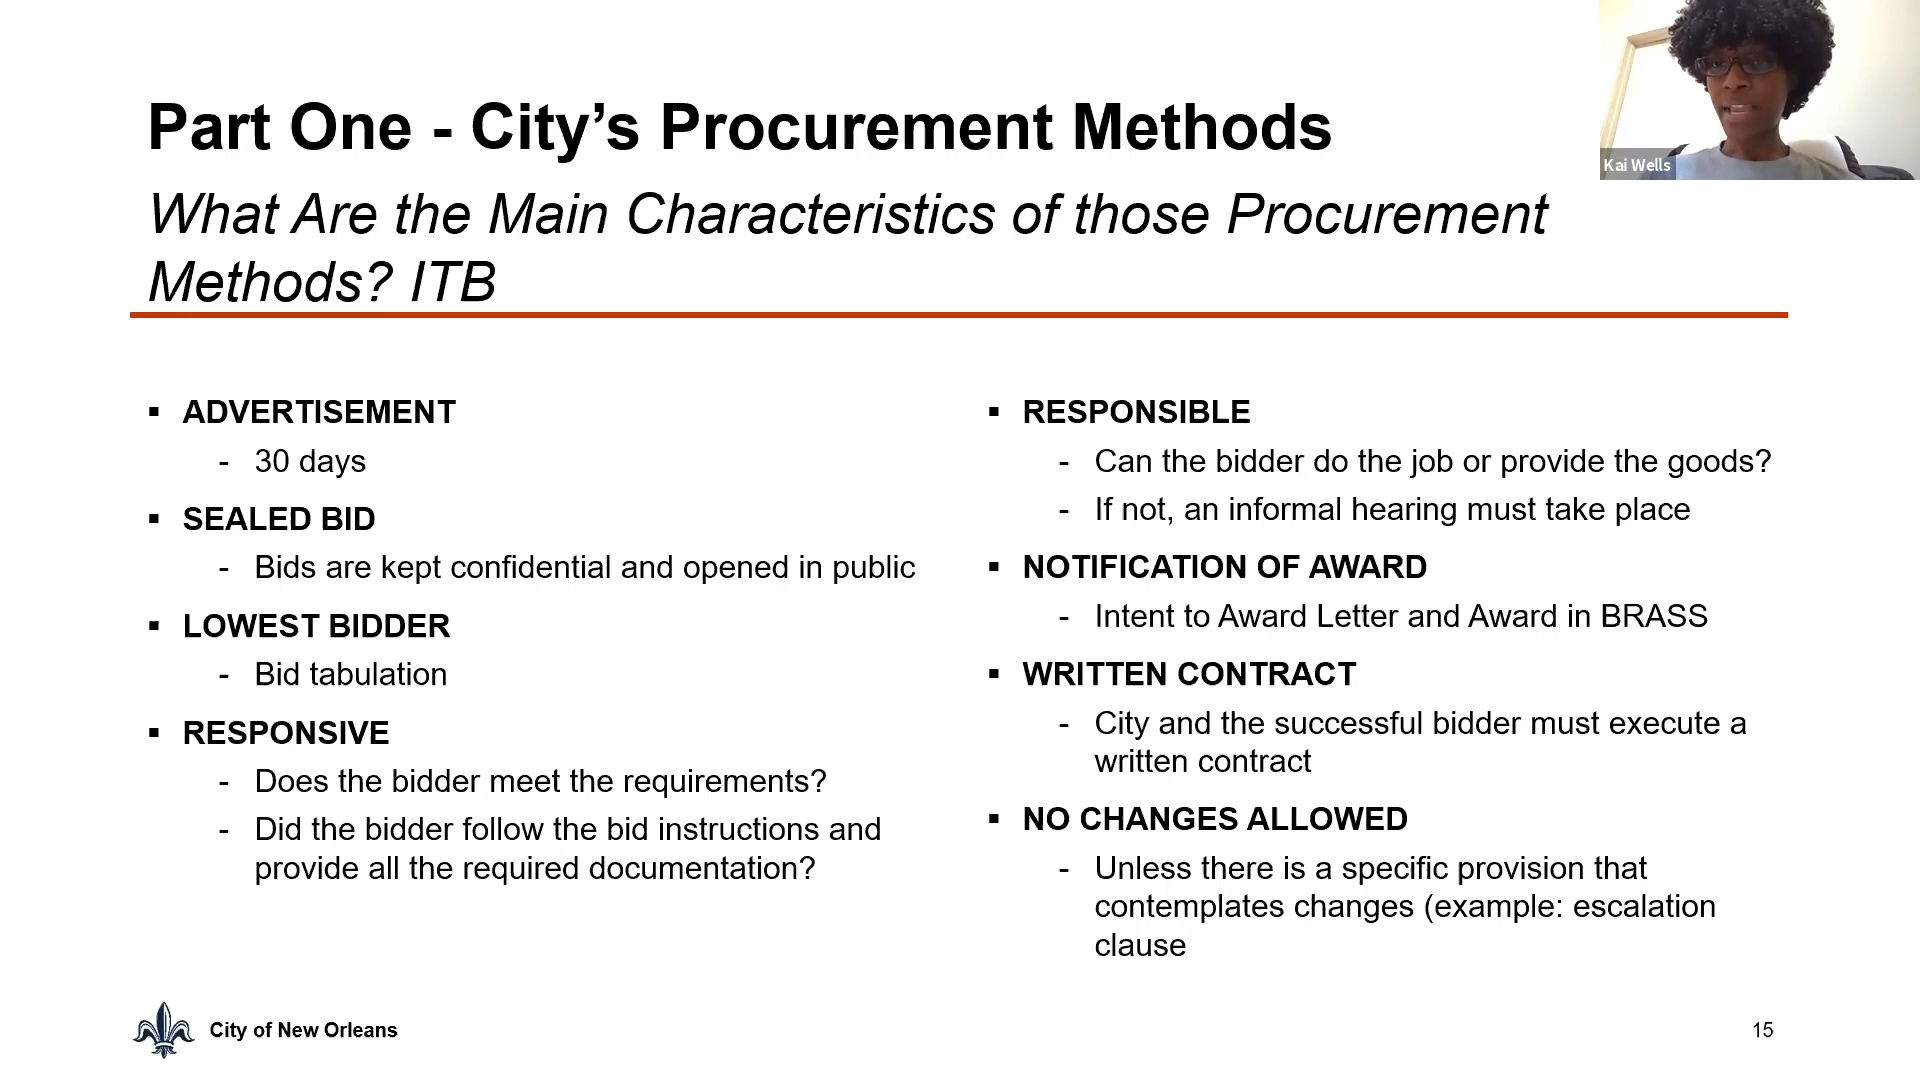 Part One - City’s Procurement Methods
What Are the Main Characteristics of those Procurement
Methods? ITB
Kai Wells
▪ ADVERTISEMENT
- 30 days
▪ SEALED BID
- Bids are kept confidential and opened in public
▪ LOWEST BIDDER
- Bid tabulation
▪ RESPONSIVE
- Does the bidder meet the requirements?
- Did the bidder follow the bid instructions and
provide all the required documentation?
▪ RESPONSIBLE
- Can the bidder do the job or provide the goods?
- If not, an informal hearing must take place
▪ NOTIFICATION OF AWARD
- Intent to Award Letter and Award in BRASS
▪ WRITTEN CONTRACT
- City and the successful bidder must execute a
written contract
▪ NO CHANGES ALLOWED
- Unless there is a specific provision that
contemplates changes (example: escalation
clause
City of New Orleans
15